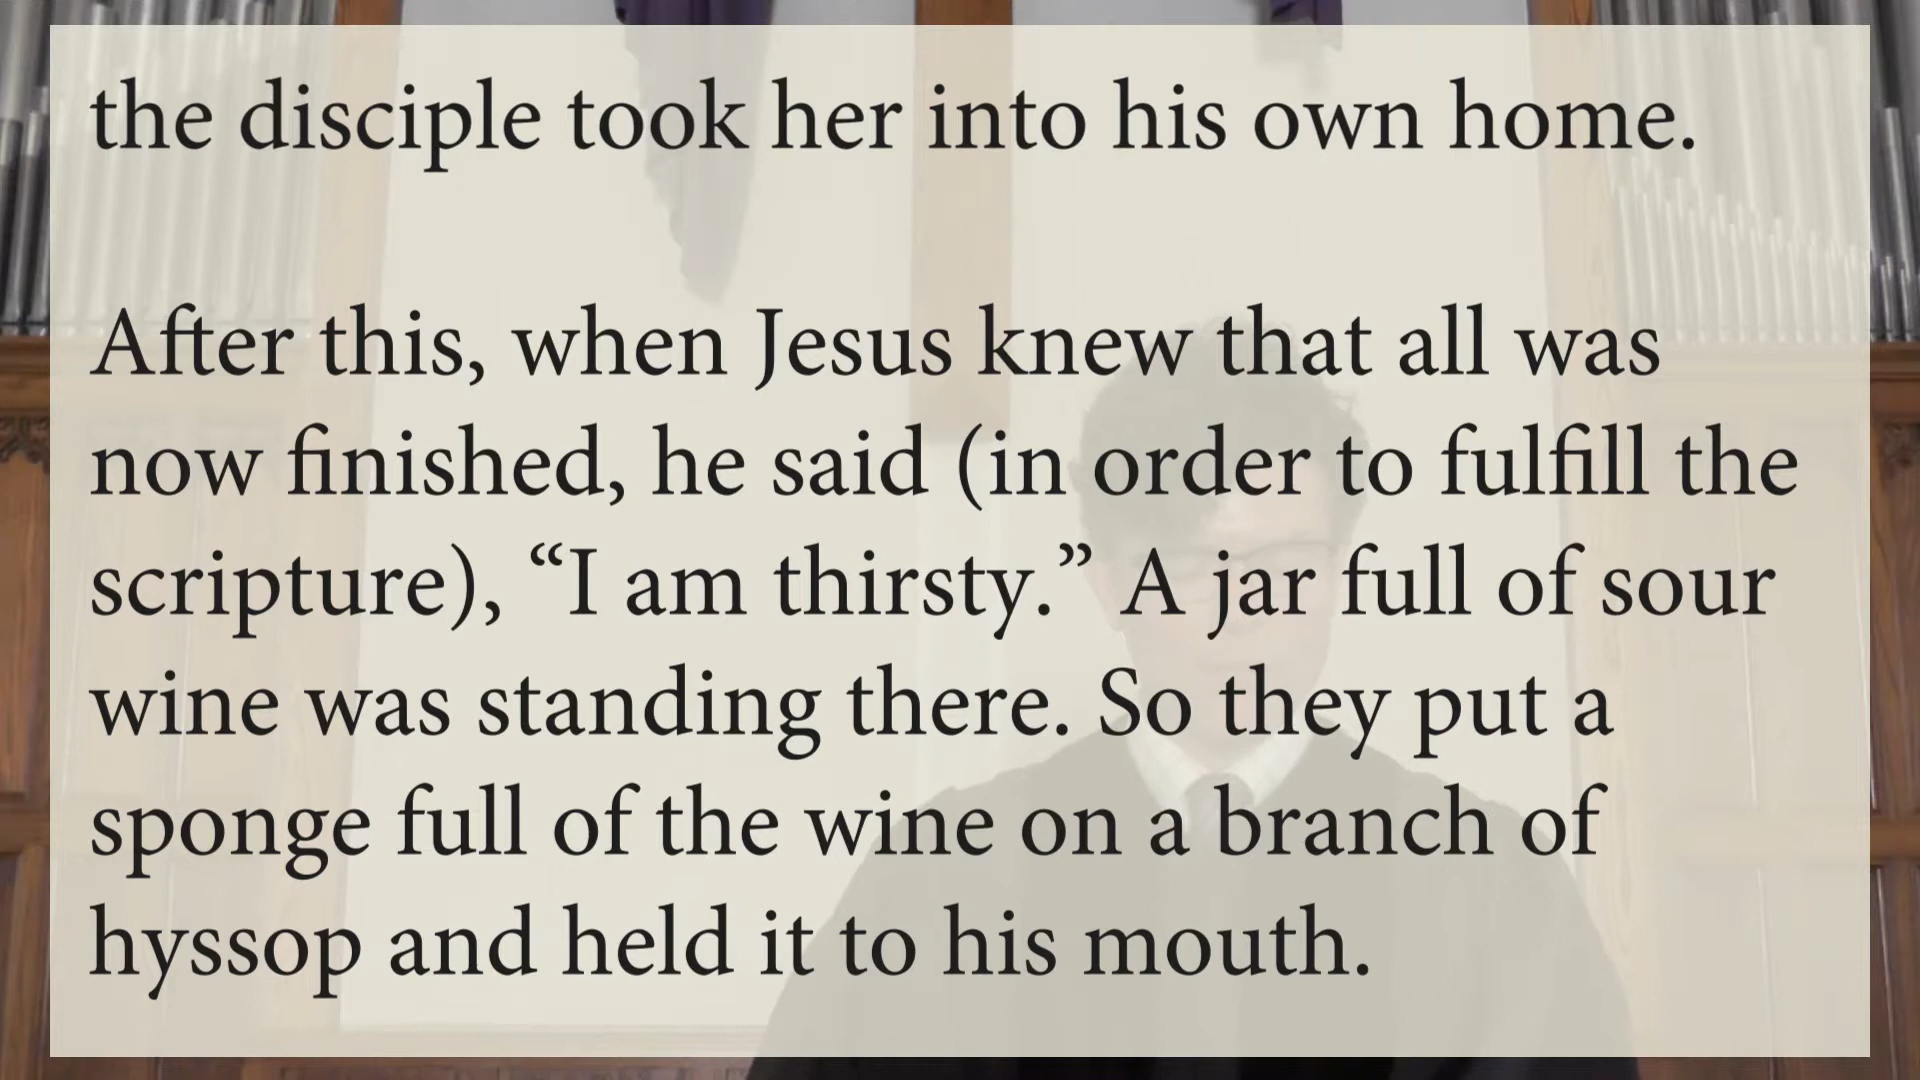 the disciple took her into his own home.
After this, when Jesus knew that all was
now finished, he said (in order to fulfill the
scripture), “I am thirsty.” A jar full of sour
wine was standing there. So they put a
sponge full of the wine on a branch of
hyssop and held it to his mouth.